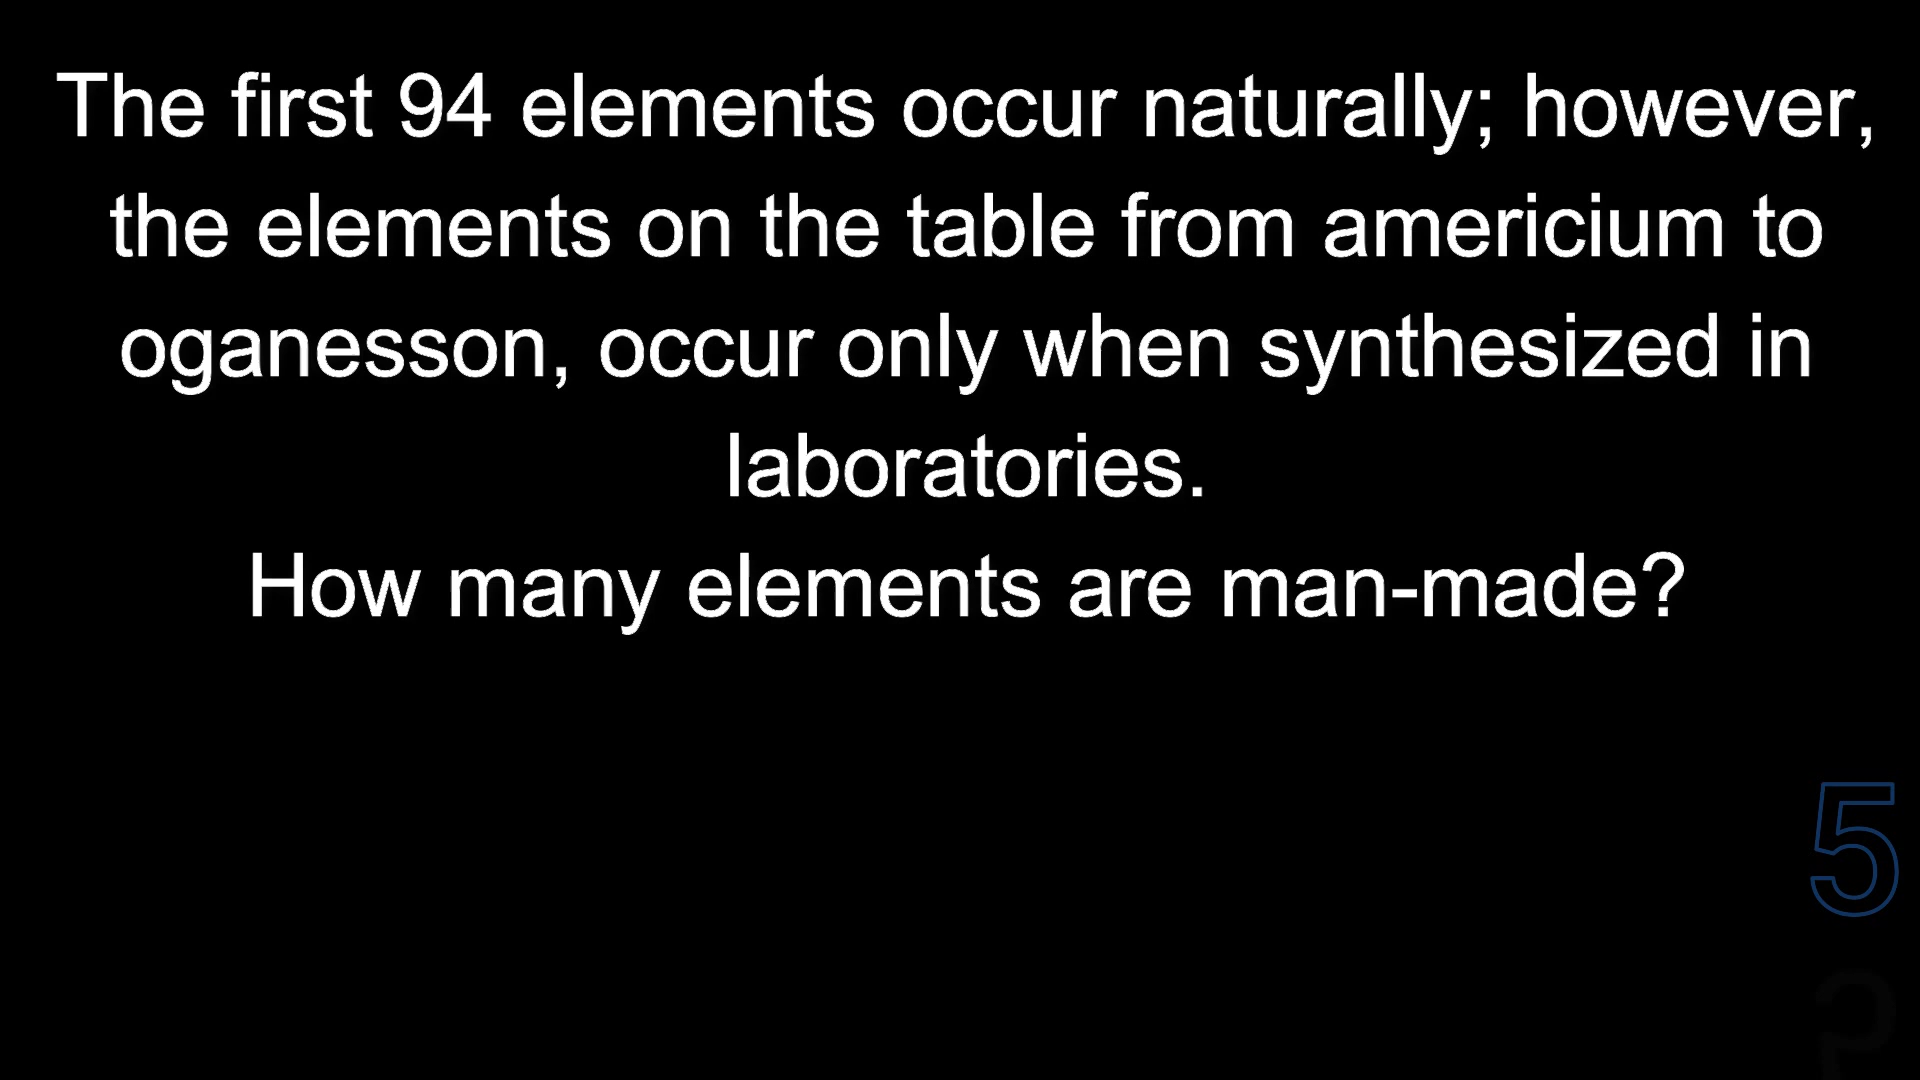 The first 94 elements occur naturally; however,
the elements on the table from americium to
oganesson, occur only when synthesized in
laboratories.
How many elements are man-made?
5